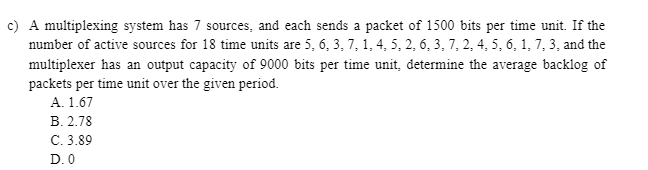 c) A multiplexing system has 7 sources, and each sends a packet of 1500 bits per time unit. If the
number of active sources for 18 time units are 5, 6, 3, 7, 1, 4, 5, 2, 6, 3, 7, 2, 4, 5, 6, 1, 7, 3, and the
multiplexer has an output capacity of 9000 bits per time unit, determine the average backlog of
packets per time unit over the given period.
A. 1.67
B. 2.78
C. 3.89
D. 0